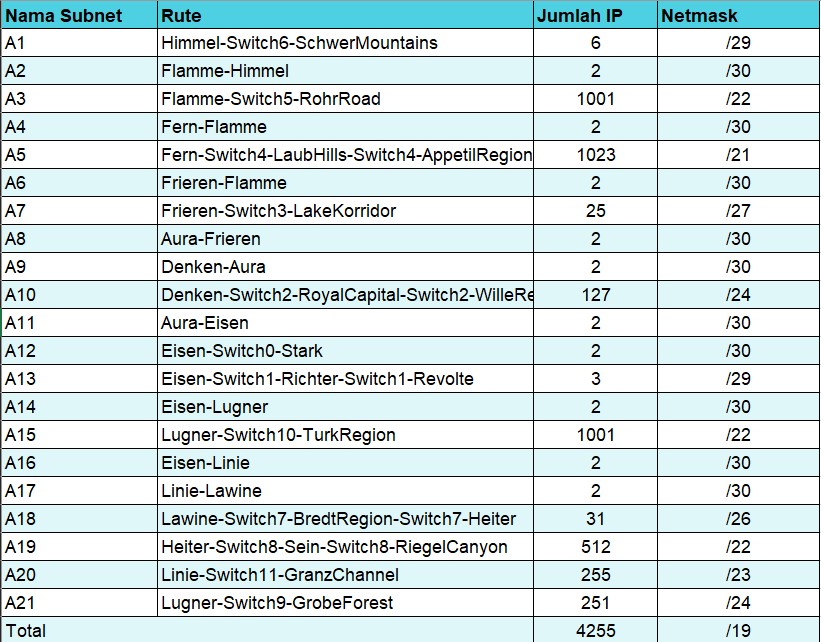 Nama Subnet Rute Jumlah IP Netmask
A1 Himmel-Switch6-SchwerMountains 6 /29
A2 Flamme-Himmel 2 /30
A3 Flamme-Switch5-RohrRoad 1001 /22
A4 Fern-Flamme 2 /30
A5 Fern-Switch4-LaubHills-Switch4-AppetilRegion 1023 /21
A6 Frieren-Flamme 2 /30
A7 Frieren-Switch3-LakeKorridor 25 /27
A8 Aura-Frieren 2 /30
A9 Denken-Aura 2 /30
A10 Denken-Switch2-RoyalCapital-Switch2-WilleRe 127 /24
A11 Aura-Eisen 2 /30
A12 Eisen-Switch0-Stark 2 /30
A13 Eisen-Switch1-Richter-Switch1-Revolte 3 /29
A14 Eisen-Lugner 2 /30
A15 Lugner-Switch10-TurkRegion 1001 /22
A16 Eisen-Linie 2 /30
A17 Linie-Lawine 2 /30
A18 Lawine-Switch7-BredtRegion-Switch7-Heiter 31 /26
A19 Heiter-Switch8-Sein-Switch8-RiegelCanyon 512 /22
A20 Linie-Switch11-GranzChannel 255 /23
A21 Lugner-Switch9-GrobeForest 251 /24
Total 4255 /19